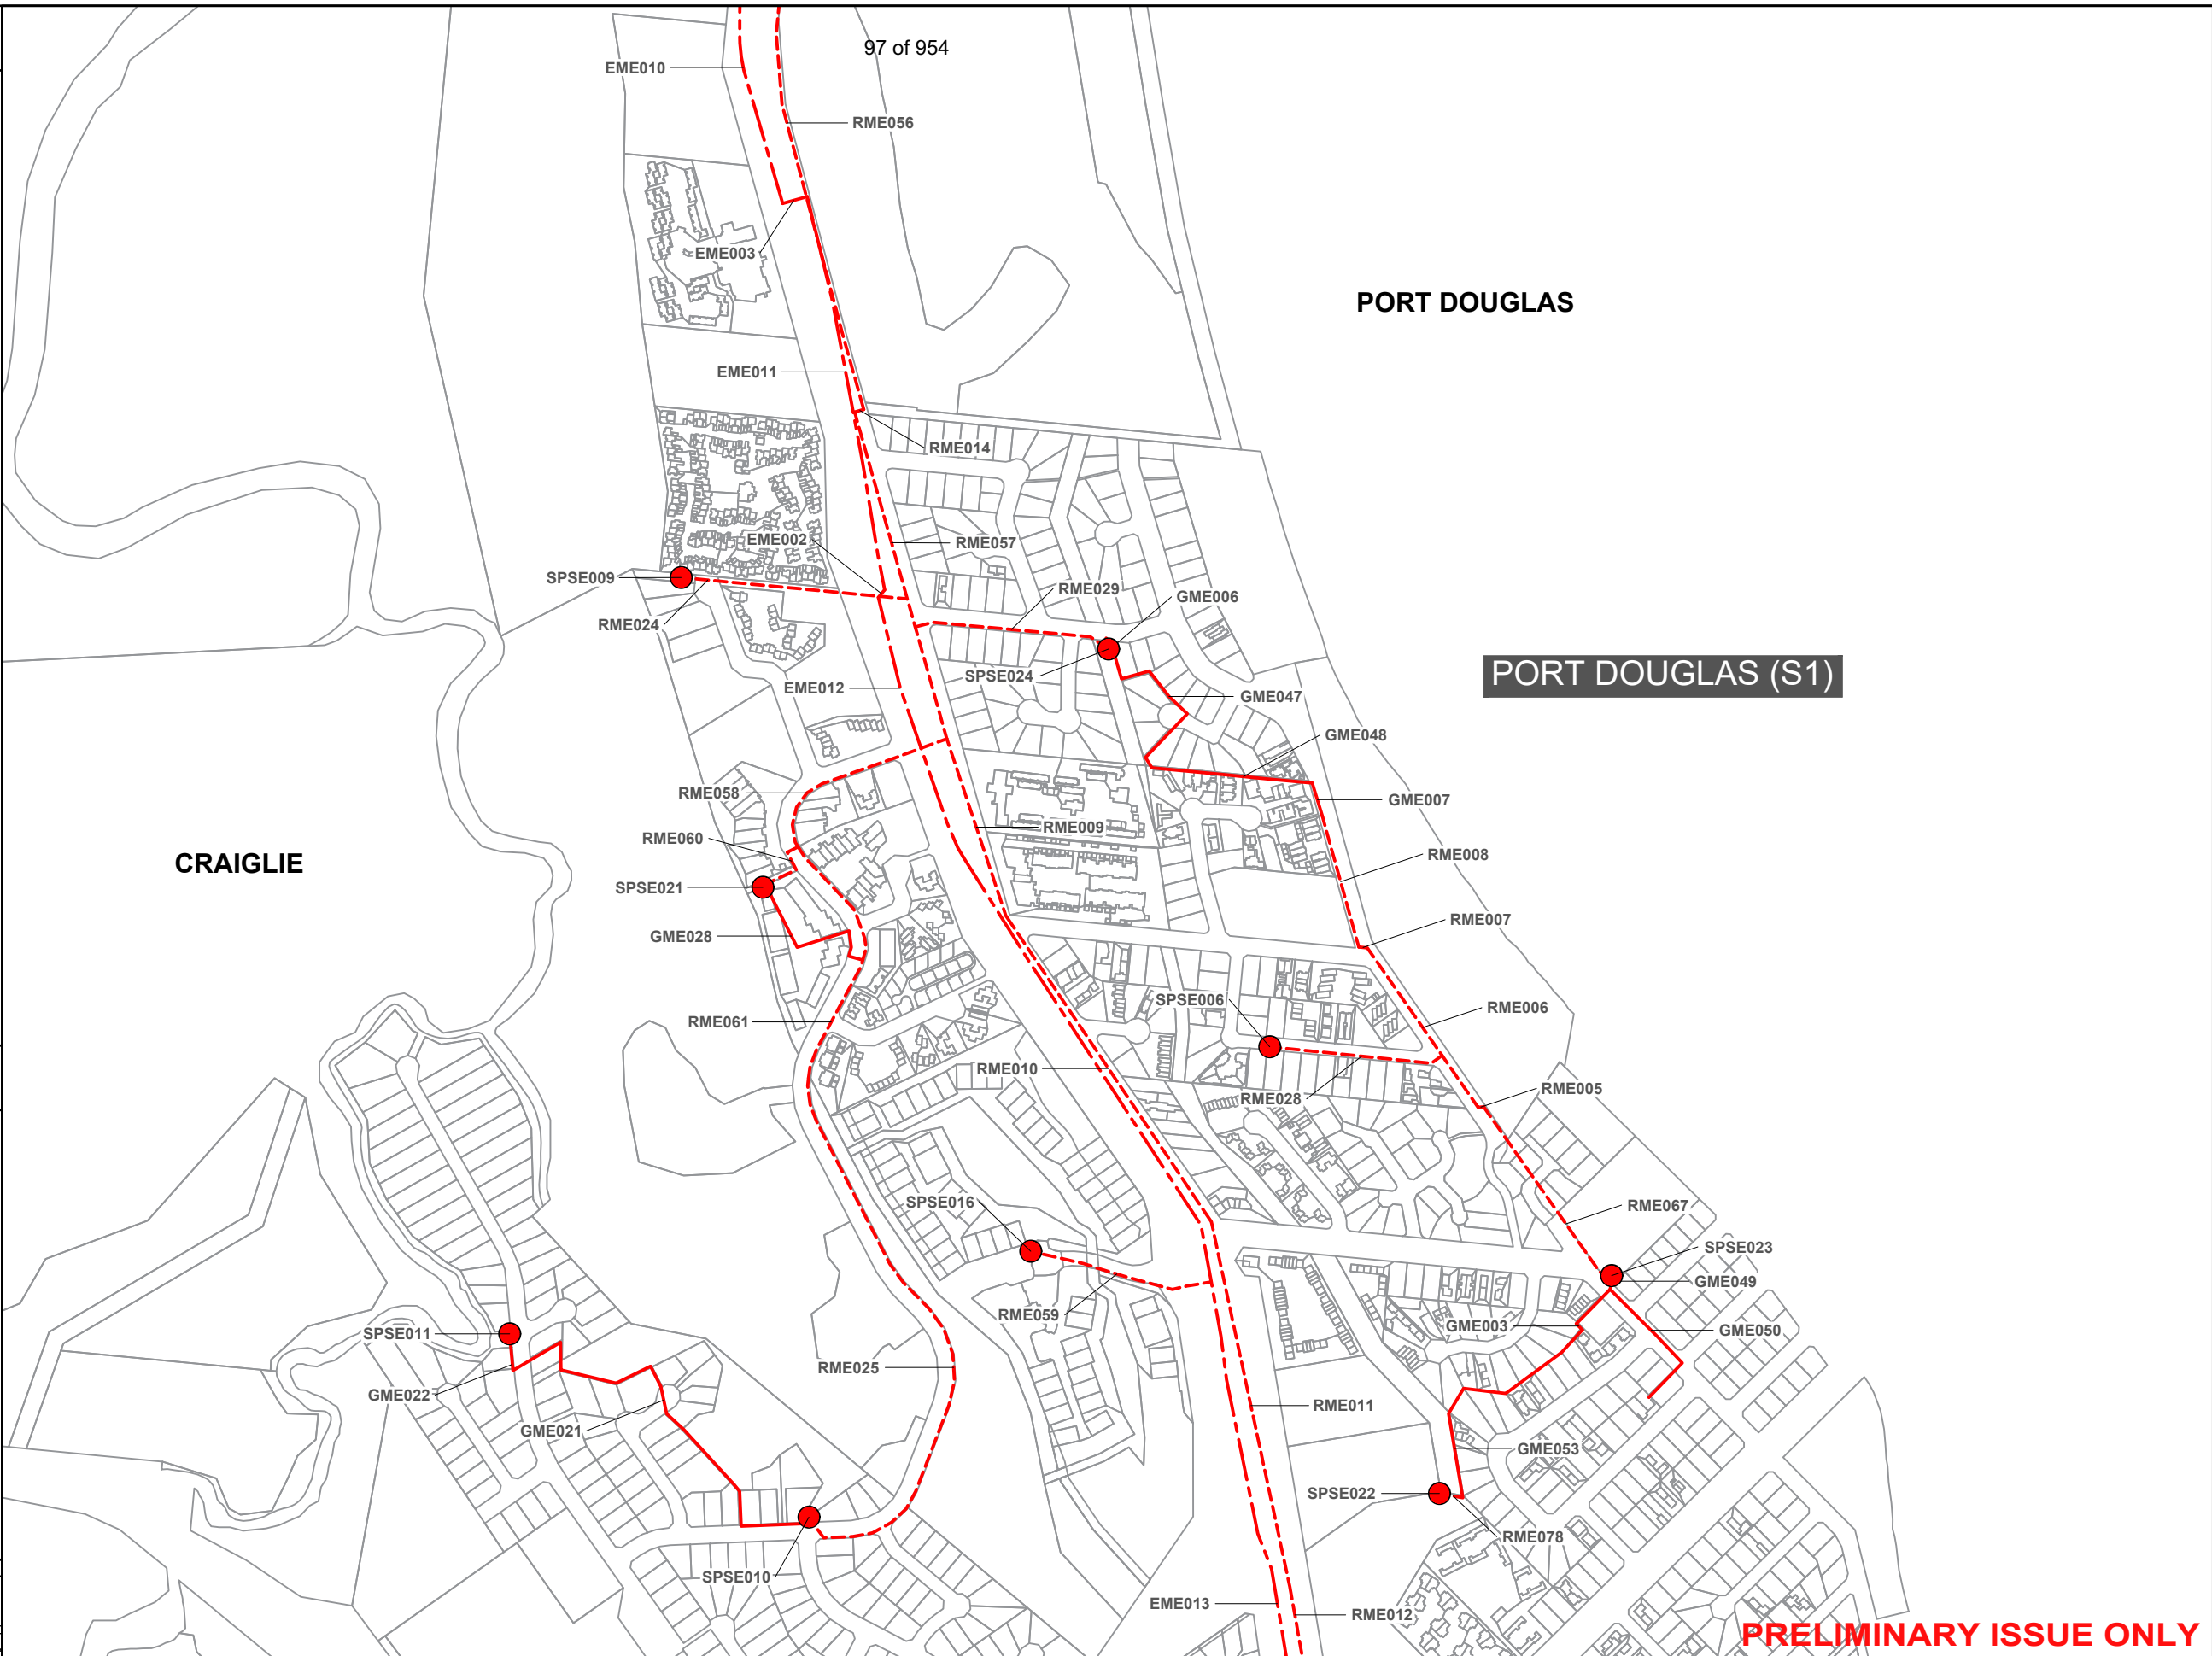 97 of 954
EME010
RME056
EME003
PORT DOUGLAS
EME011
RME014
EME002
RME057
SPSE009
RME029
GME006
RME024
SPSE024
PORT DOUGLAS (S1)
EME012
GME047
GME048
RME058
GME007
RME009
RME060
RME008
CRAIGLIE
SPSE021
RME007
GME028
SPSE006
RME006
RME061
RME010
RME005
RME028
SPSE016
RME067
SPSE023
GME049
RME059
GME003
GME050
SPSE011
RME025
GME022
RME011
GME021
GME053
SPSE022
RME078
SPSE010
EME013
RME012
PRELIMINARY ISSUE ONLY